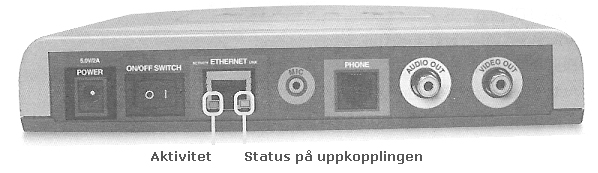 5.0V/2A
POWER
ON/OFF SWITCH
ACTIVITY ETHERNET LINK
MIC
PHONE
AUDIO OUT
VIDEO OUT
Aktivitet
Status på uppkopplingen